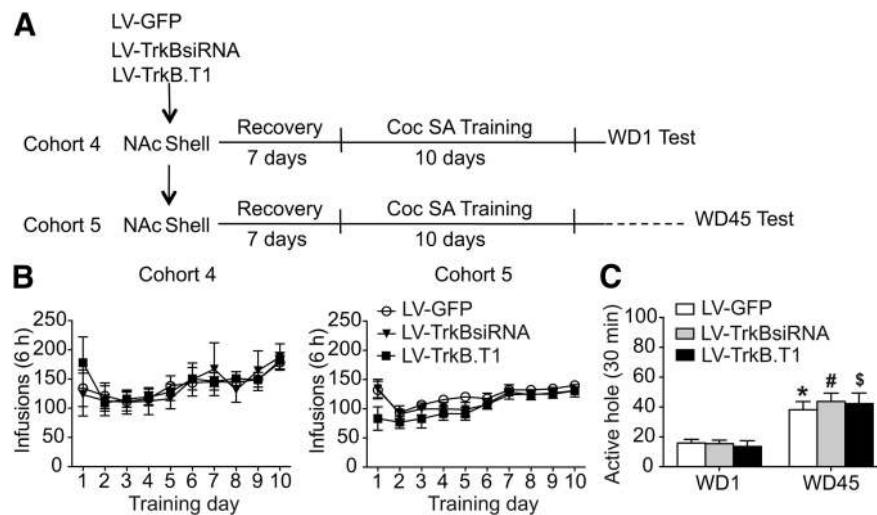 A
LV-GFP
LV-TrkBsiRNA
LV-TrkB.T1
Cohort 4 NAc Shell Recovery 7 days Coc SA Training 10 days WD1 Test
Cohort 5 NAc Shell Recovery 7 days Coc SA Training 10 days WD45 Test
B
Cohort 4
Infusions (6 h)
250
200
150
100
50
0
1 2 3 4 5 6 7 8 9 10
Training day
Cohort 5
Infusions (6 h)
250
200
150
100
50
0
LV-GFP
LV-TrkBsiRNA
LV-TrkB.T1
1 2 3 4 5 6 7 8 9 10
Training day
C
Active hole (30 min)
100
80
60
40
20
0
LV-GFP
LV-TrkBsiRNA
LV-TrkB.T1
* # $
WD1 WD45